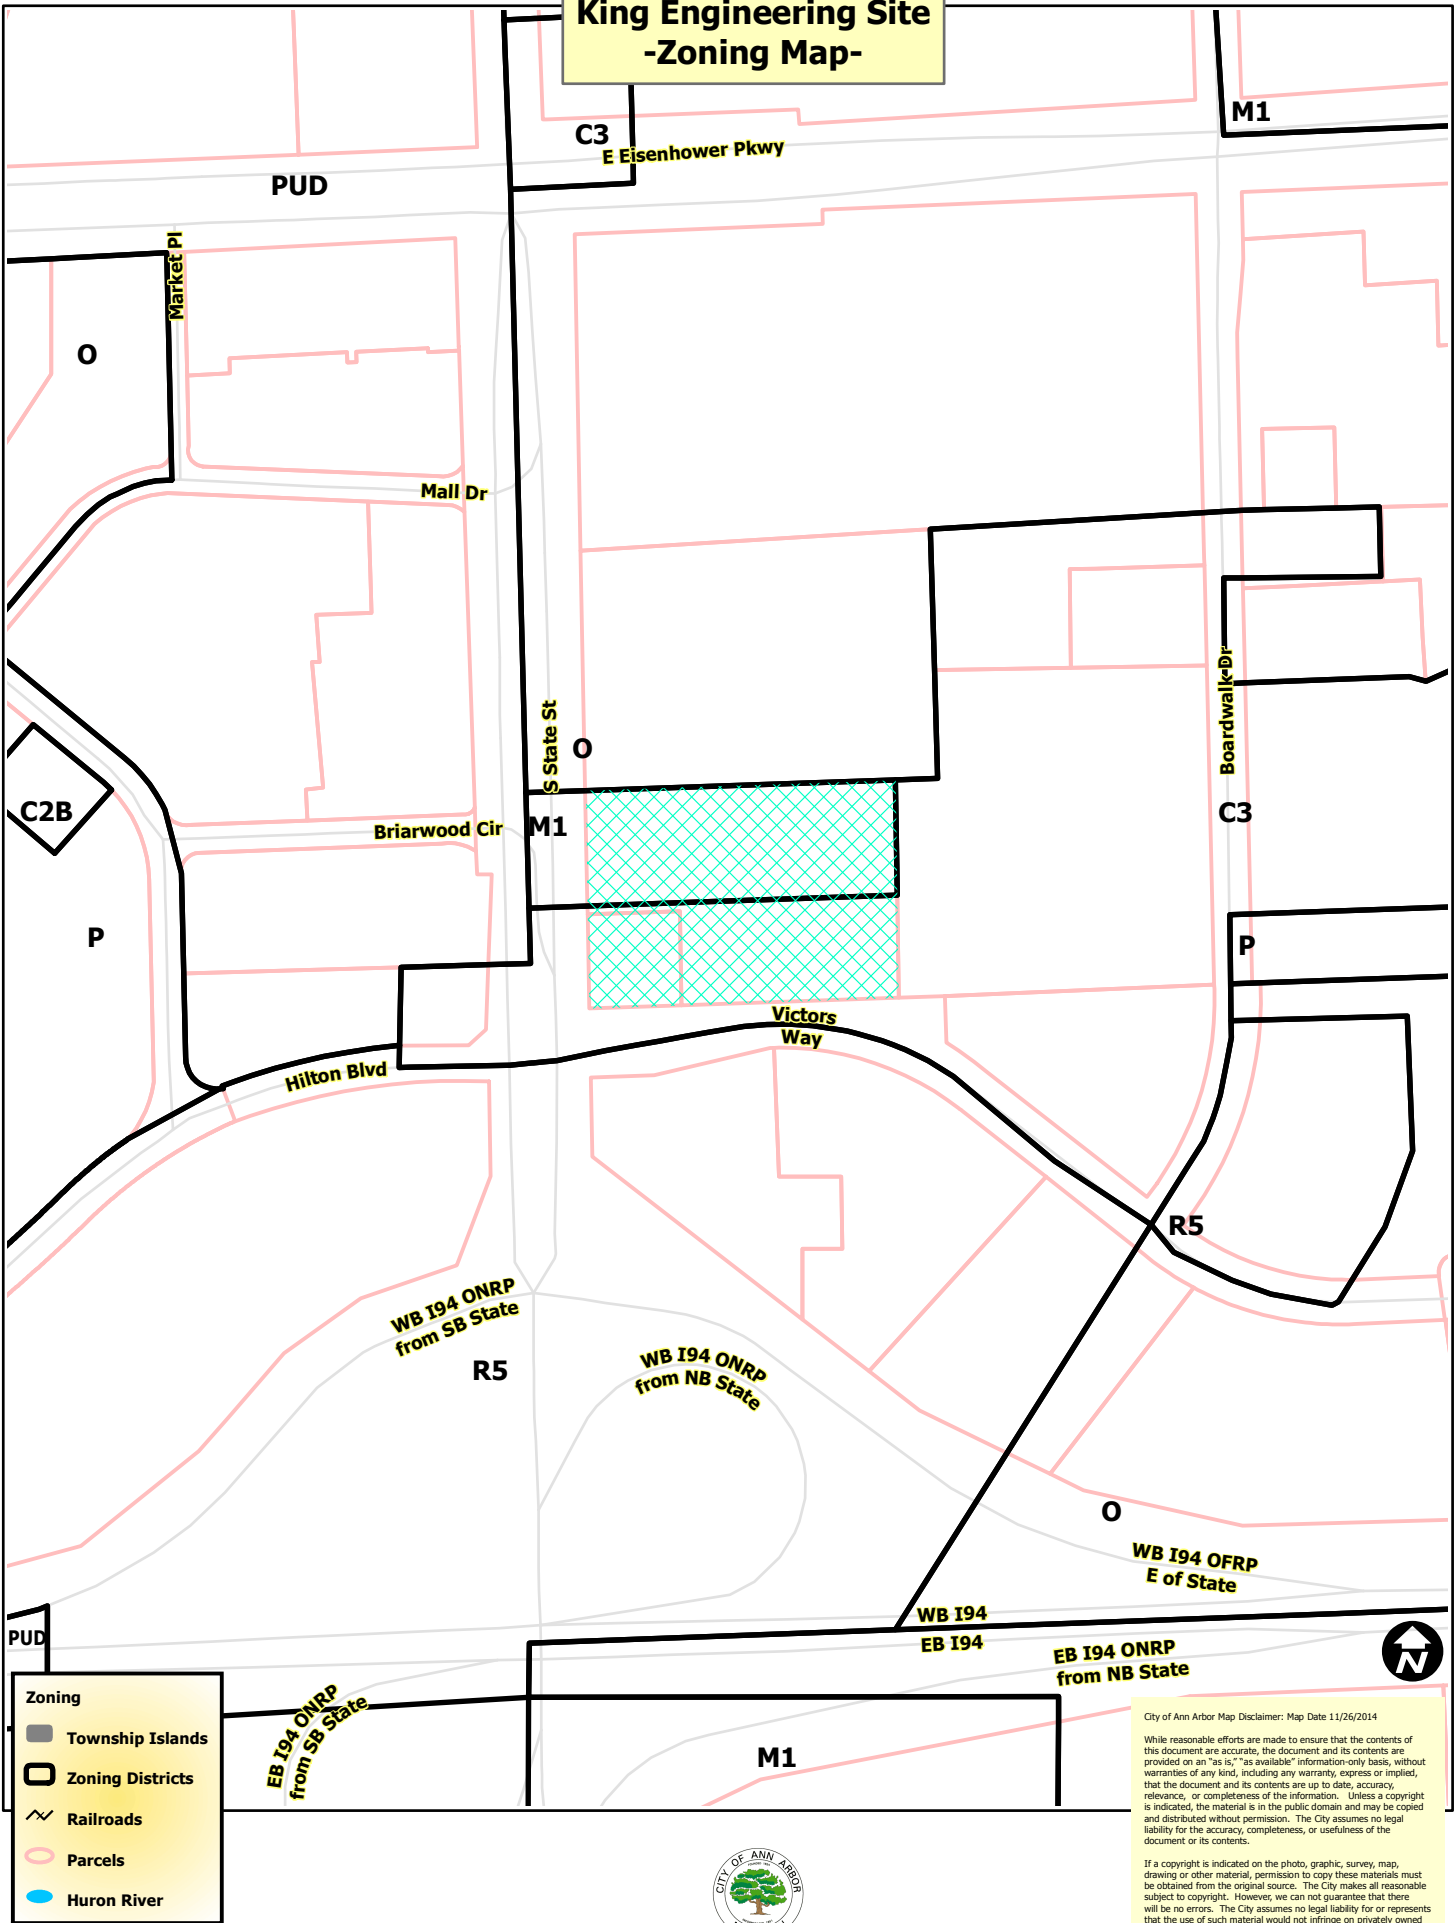 King Engineering Site
-Zoning Map-
M1
C3
E Eisenhower Pkwy
PUD
Market Pl
O
Mall Dr
S State St
O
Boardwalk Dr
C2B
Briarwood Cir
M1
C3
P
P
Victors
Way
Hilton Blvd
R5
WB I94 ONRP
from SB State
R5
WB I94 ONRP
from NB State
O
WB I94 OFRP
E of State
WB I94
EB I94
PUD
EB I94 ONRP
from NB State
N
EB I94 ONRP
from SB State
M1
Zoning
Township Islands
Zoning Districts
Railroads
Parcels
Huron River
CITY OF ANN ARBOR
City of Ann Arbor Map Disclaimer: Map Date 11/26/2014
While reasonable efforts are made to ensure that the contents of
this document are accurate, the document and its contents are
provided on an "as is," "as available" information-only basis, without
warranties of any kind, including any warranty, express or implied,
that the document and its contents are up to date, accuracy,
relevance, or completeness of the information. Unless a copyright
is indicated, the material is in the public domain and may be copied
and distributed without permission. The City assumes no legal
liability for the accuracy, completeness, or usefulness of the
document or its contents.
If a copyright is indicated on the photo, graphic, survey, map,
drawing or other material, permission to copy these materials must
be obtained from the original source. The City makes all reasonable
subject to copyright. However, we can not guarantee that there
will be no errors. The City assumes no legal liability for or represents
that the use of such material would not infringe on privately owned